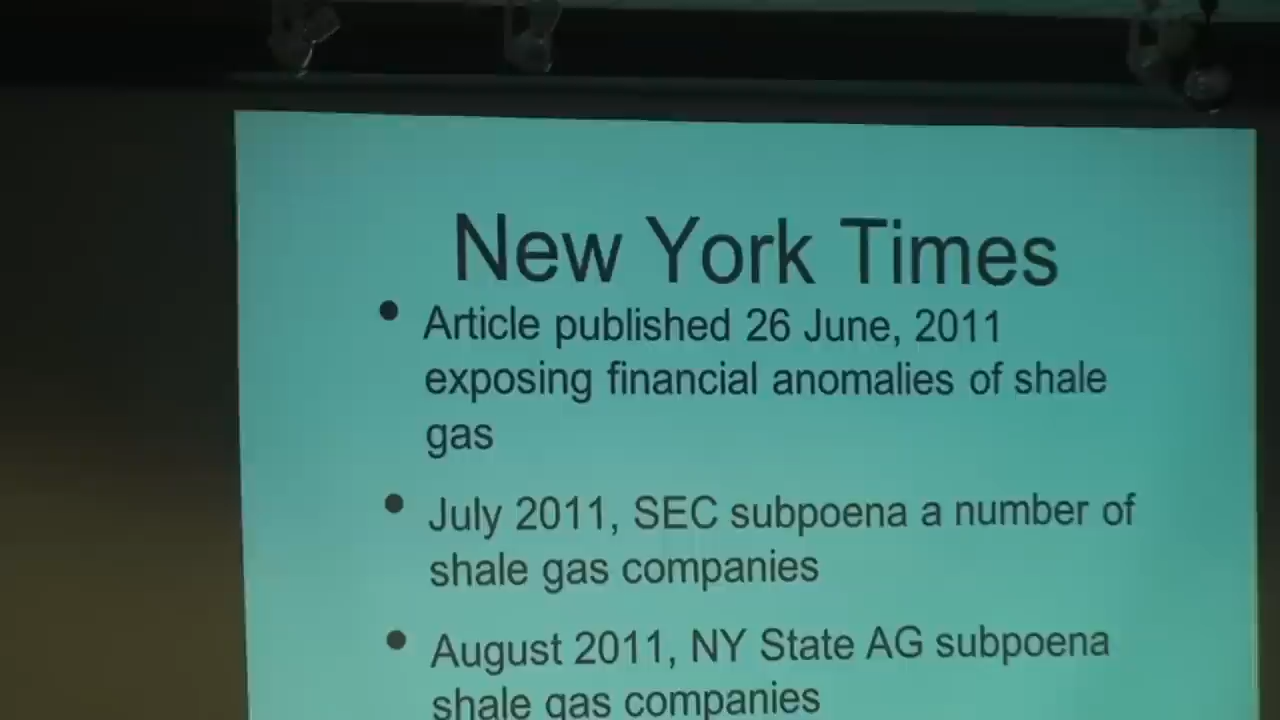 New York Times
• Article published 26 June, 2011
exposing financial anomalies of shale
gas
• July 2011, SEC subpoena a number of
shale gas companies
• August 2011, NY State AG subpoena
shale gas companies